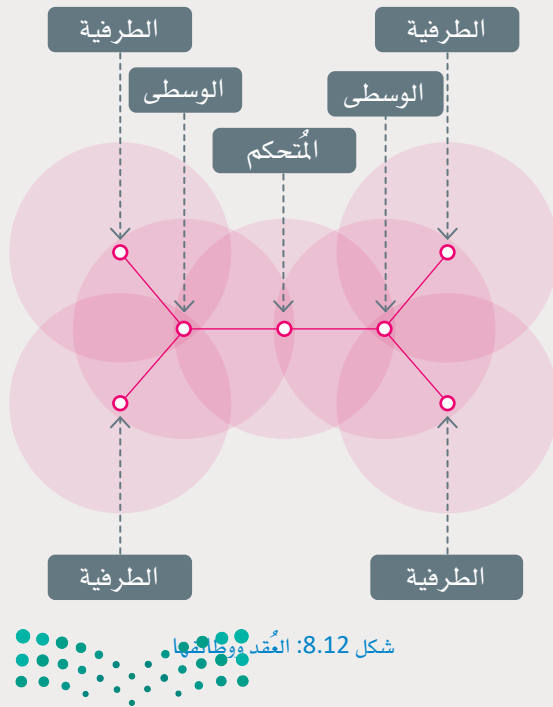 الطرفية
الطرفية
الوسطى
الوسطى
المُتحكم
الطرفية
الطرفية
شكل 8.12: العُقد ووظائفها